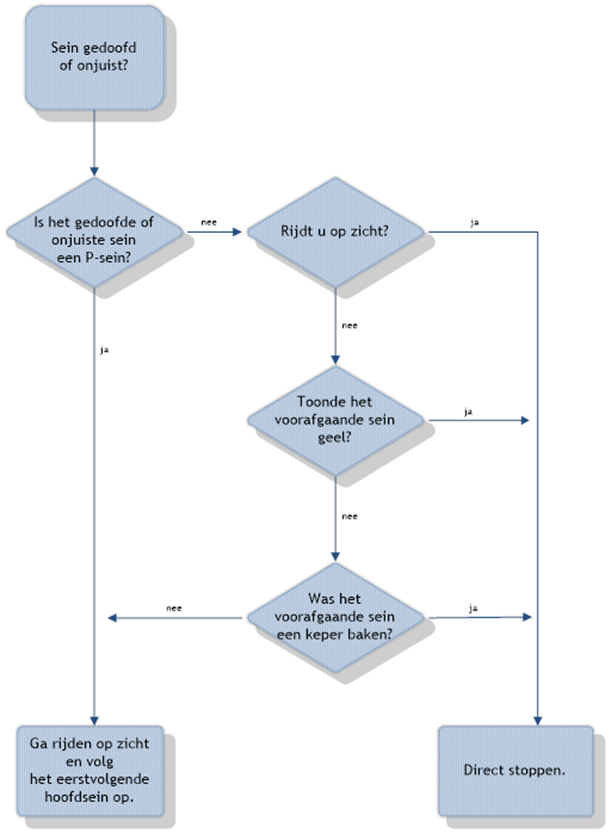 Sein gedoofd
of onjuist?
Is het gedoofde of
onjuiste sein
een P-sein?
nee
Rijdt u op zicht?
ja
nee
ja
Toonde het
voorafgaande sein
geel?
ja
nee
Was het
voorafgaande sein
een keper baken?
nee
ja
Ga rijden op zicht
en volg
het eerstvolgende
hoofdsein op.
Direct stoppen.